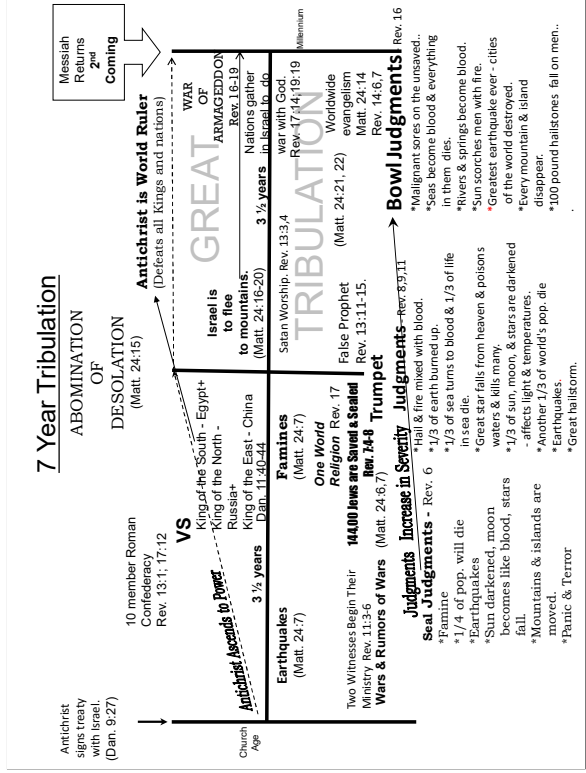 7 Year Tribulation
Antichrist
signs treaty
with Israel.
(Dan. 9:27)
10 member Roman
Confederacy
Rev. 13:1; 17:12
ABOMINATION
OF
DESOLATION
(Matt. 24:15)
Antichrist is World Ruler
(Defeats all Kings and nations)
Messiah
Returns
2nd
Coming
VS
King of the South - Egypt+
King of the North -
Russia+
King of the East - China
Dan. 11:40-44
Antichrist Ascends to Power
3 ½ years
Church
Age
GREAT
Israel is
to flee
to mountains.
(Matt. 24:16-20)
3 ½ years
WAR
OF
ARMAGEDDON
Rev. 16-19
Nations gather
in Israel to do
war with God.
Rev. 17:14;19:19
Millennium
Earthquakes
(Matt. 24:7)
Famines
(Matt. 24:7)
One World
Religion Rev. 17
Two Witnesses Begin Their
Ministry Rev. 11:3-6
Wars & Rumors of Wars (Matt. 24:6,7)
144,00 Jews are Saved & Sealed
Rev. 7:4-8
Satan Worship. Rev. 13:3,4
TRIBULATION
False Prophet
Rev. 13:11-15.
(Matt. 24:21, 22)
Worldwide
evangelism
Matt. 24:14
Rev. 14:6,7
Judgments Increase in Severity
Seal Judgments - Rev. 6
*Famine
*1/4 of pop. will die
*Earthquakes
*Sun darkened, moon
becomes like blood, stars
fall.
*Mountains & islands are
moved.
*Panic & Terror
Trumpet
Judgments - Rev. 8,9,11
*Hail & fire mixed with blood.
*1/3 of earth burned up.
*1/3 of sea turns to blood & 1/3 of life
in sea die.
*Great star falls from heaven & poisons
waters & kills many.
*1/3 of sun, moon, & stars are darkened
- affects light & temperatures.
*Another 1/3 of world's pop. die
*Earthquakes.
*Great hailstorm.
Bowl Judgments Rev. 16
*Malignant sores on the unsaved..
*Seas become blood & everything
in them dies.
*Rivers & springs become blood.
*Sun scorches men with fire.
*Greatest earthquake ever - cities
of the world destroyed.
*Every mountain & island
disappear.
*100 pound hailstones fall on men..
.